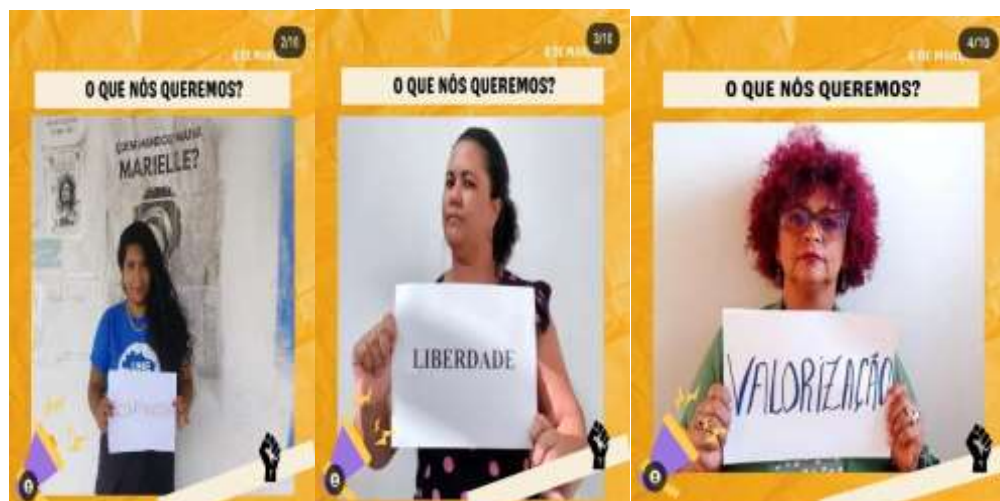 2/10
O QUE NÓS QUEREMOS?
QUEM MANDOU MATAR
MARIELLE?
3/10
O QUE NÓS QUEREMOS?
LIBERDADE
4/10
O QUE NÓS QUEREMOS?
VALORIZAÇÃO